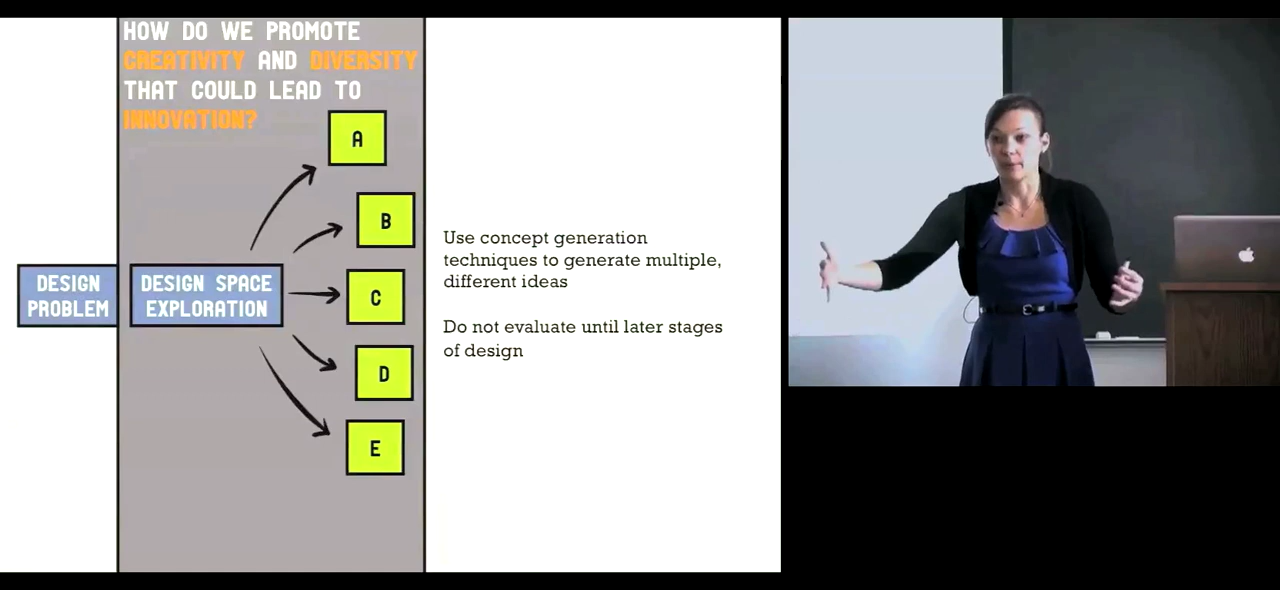 HOW DO WE PROMOTE
CREATIVITY AND DIVERSITY
THAT COULD LEAD TO
INNOVATION?
A
B
DESIGN
PROBLEM
DESIGN SPACE
EXPLORATION
C
D
E
Use concept generation
techniques to generate multiple,
different ideas
Do not evaluate until later stages
of design